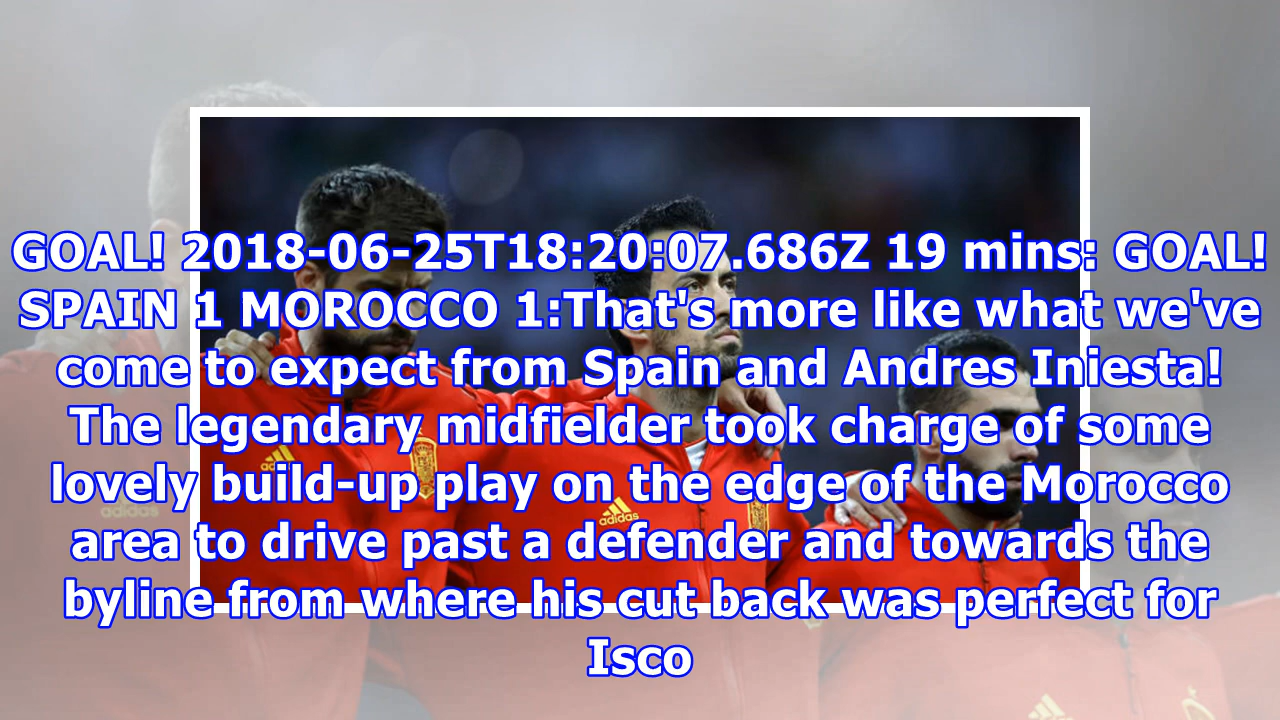 GOAL! 2018-06-25T18:20:07.686Z 19 mins: GOAL!
SPAIN 1 MOROCCO 1:That's more like what we've
come to expect from Spain and Andres Iniesta!
The legendary midfielder took charge of some
lovely build-up play on the edge of the Morocco
area to drive past a defender and towards the
byline from where his cut back was perfect for
Isco
adidas
adidas
adidas